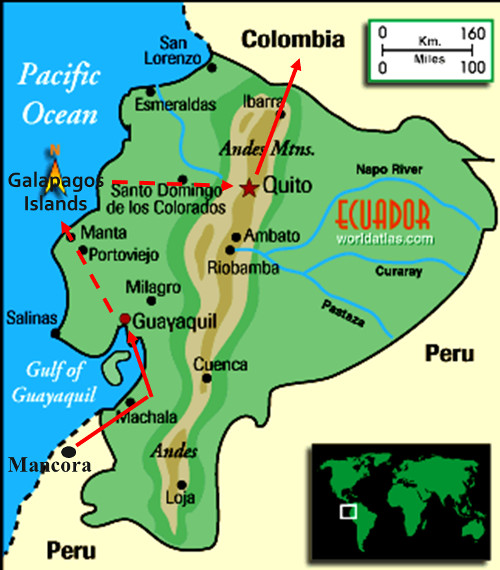 Colombia
0 160
Km.
Miles
0 100
San
Lorenzo
Pacific
Ocean
Esmeraldas
Ibarra
N
Andes Mtns.
Galapagos
Islands
Santo Domingo
de los Colorados
Quito
Napo River
ECUADOR
worldatlas.com
Manta
Portoviejo
Ambato
Riobamba
Curaray
Milagro
Pastaza
Salinas
Guayaquil
Peru
Gulf of
Guayaquil
Cuenca
Machala
Mancora
Andes
Loja
Peru